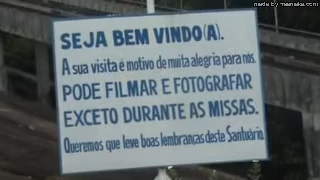 SEJA BEM VINDO(A).
A sua visita é motivo de muita alegria para nós.
PODE FILMAR E FOTOGRAFAR
EXCETO DURANTE AS MISSAS.
Queremos que leve boas lembranças deste Santuário.